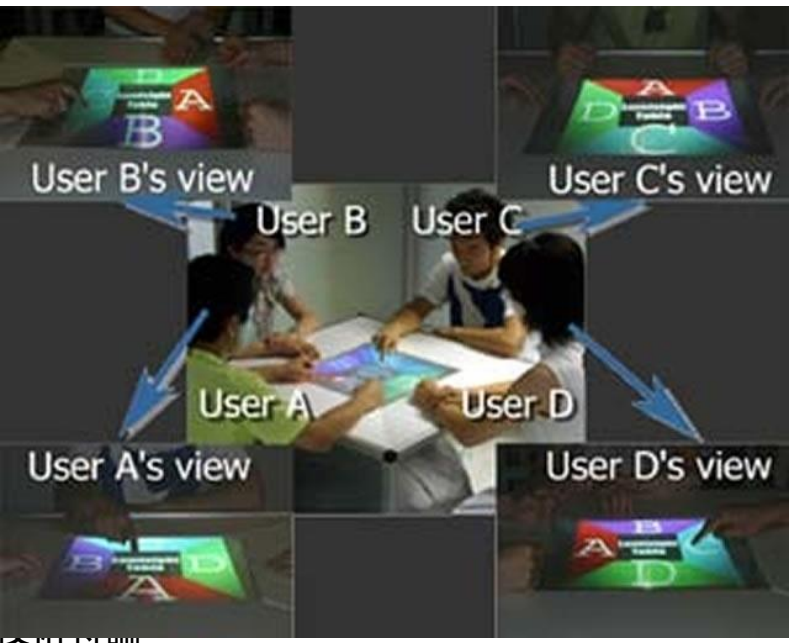 D
A
B
A
D
B
C
User B's view
User C's view
User B
User C
User A
User D
User A's view
User D's view
B
D
A
B
A
C
D